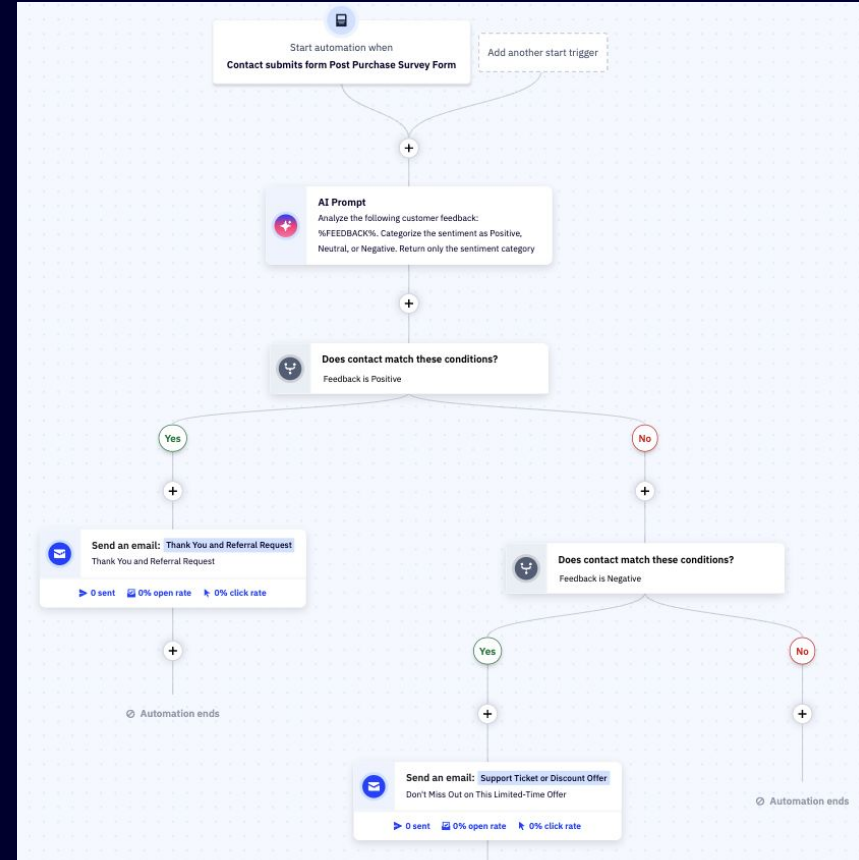 Start automation when
Contact submits form Post Purchase Survey Form
Add another start trigger
AI Prompt
Analyze the following customer feedback:
%FEEDBACK%. Categorize the sentiment as Positive,
Neutral, or Negative. Return only the sentiment category
Does contact match these conditions?
Feedback is Positive
Yes
No
Send an email: Thank You and Referral Request
Thank You and Referral Request
0 sent 0% open rate 0% click rate
Does contact match these conditions?
Feedback is Negative
Yes
No
Automation ends
Send an email: Support Ticket or Discount Offer
Don't Miss Out on This Limited-Time Offer
0 sent 0% open rate 0% click rate
Automation ends